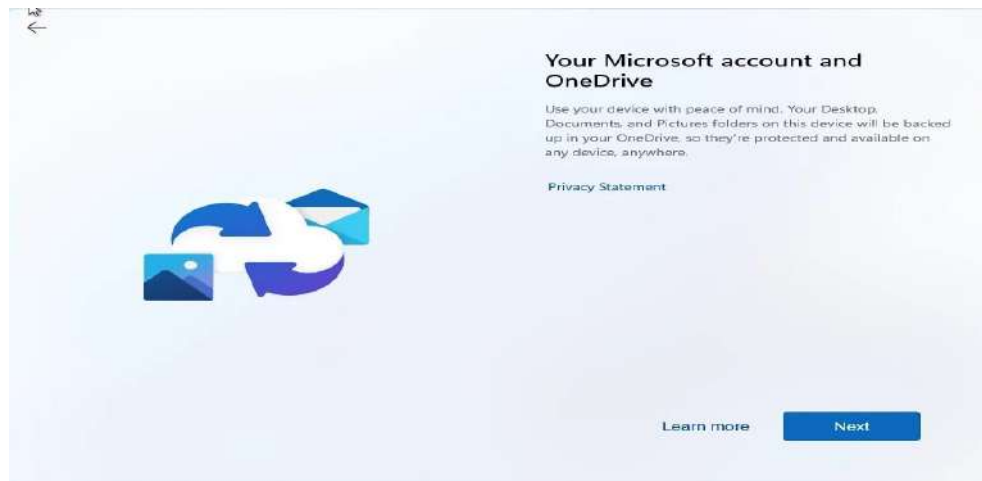 Your Microsoft account and
OneDrive
Use your device with peace of mind. Your Desktop,
Documents, and Pictures folders on this device will be backed
up in your OneDrive, so they're protected and available on
any device, anywhere.
Privacy Statement
Learn more
Next